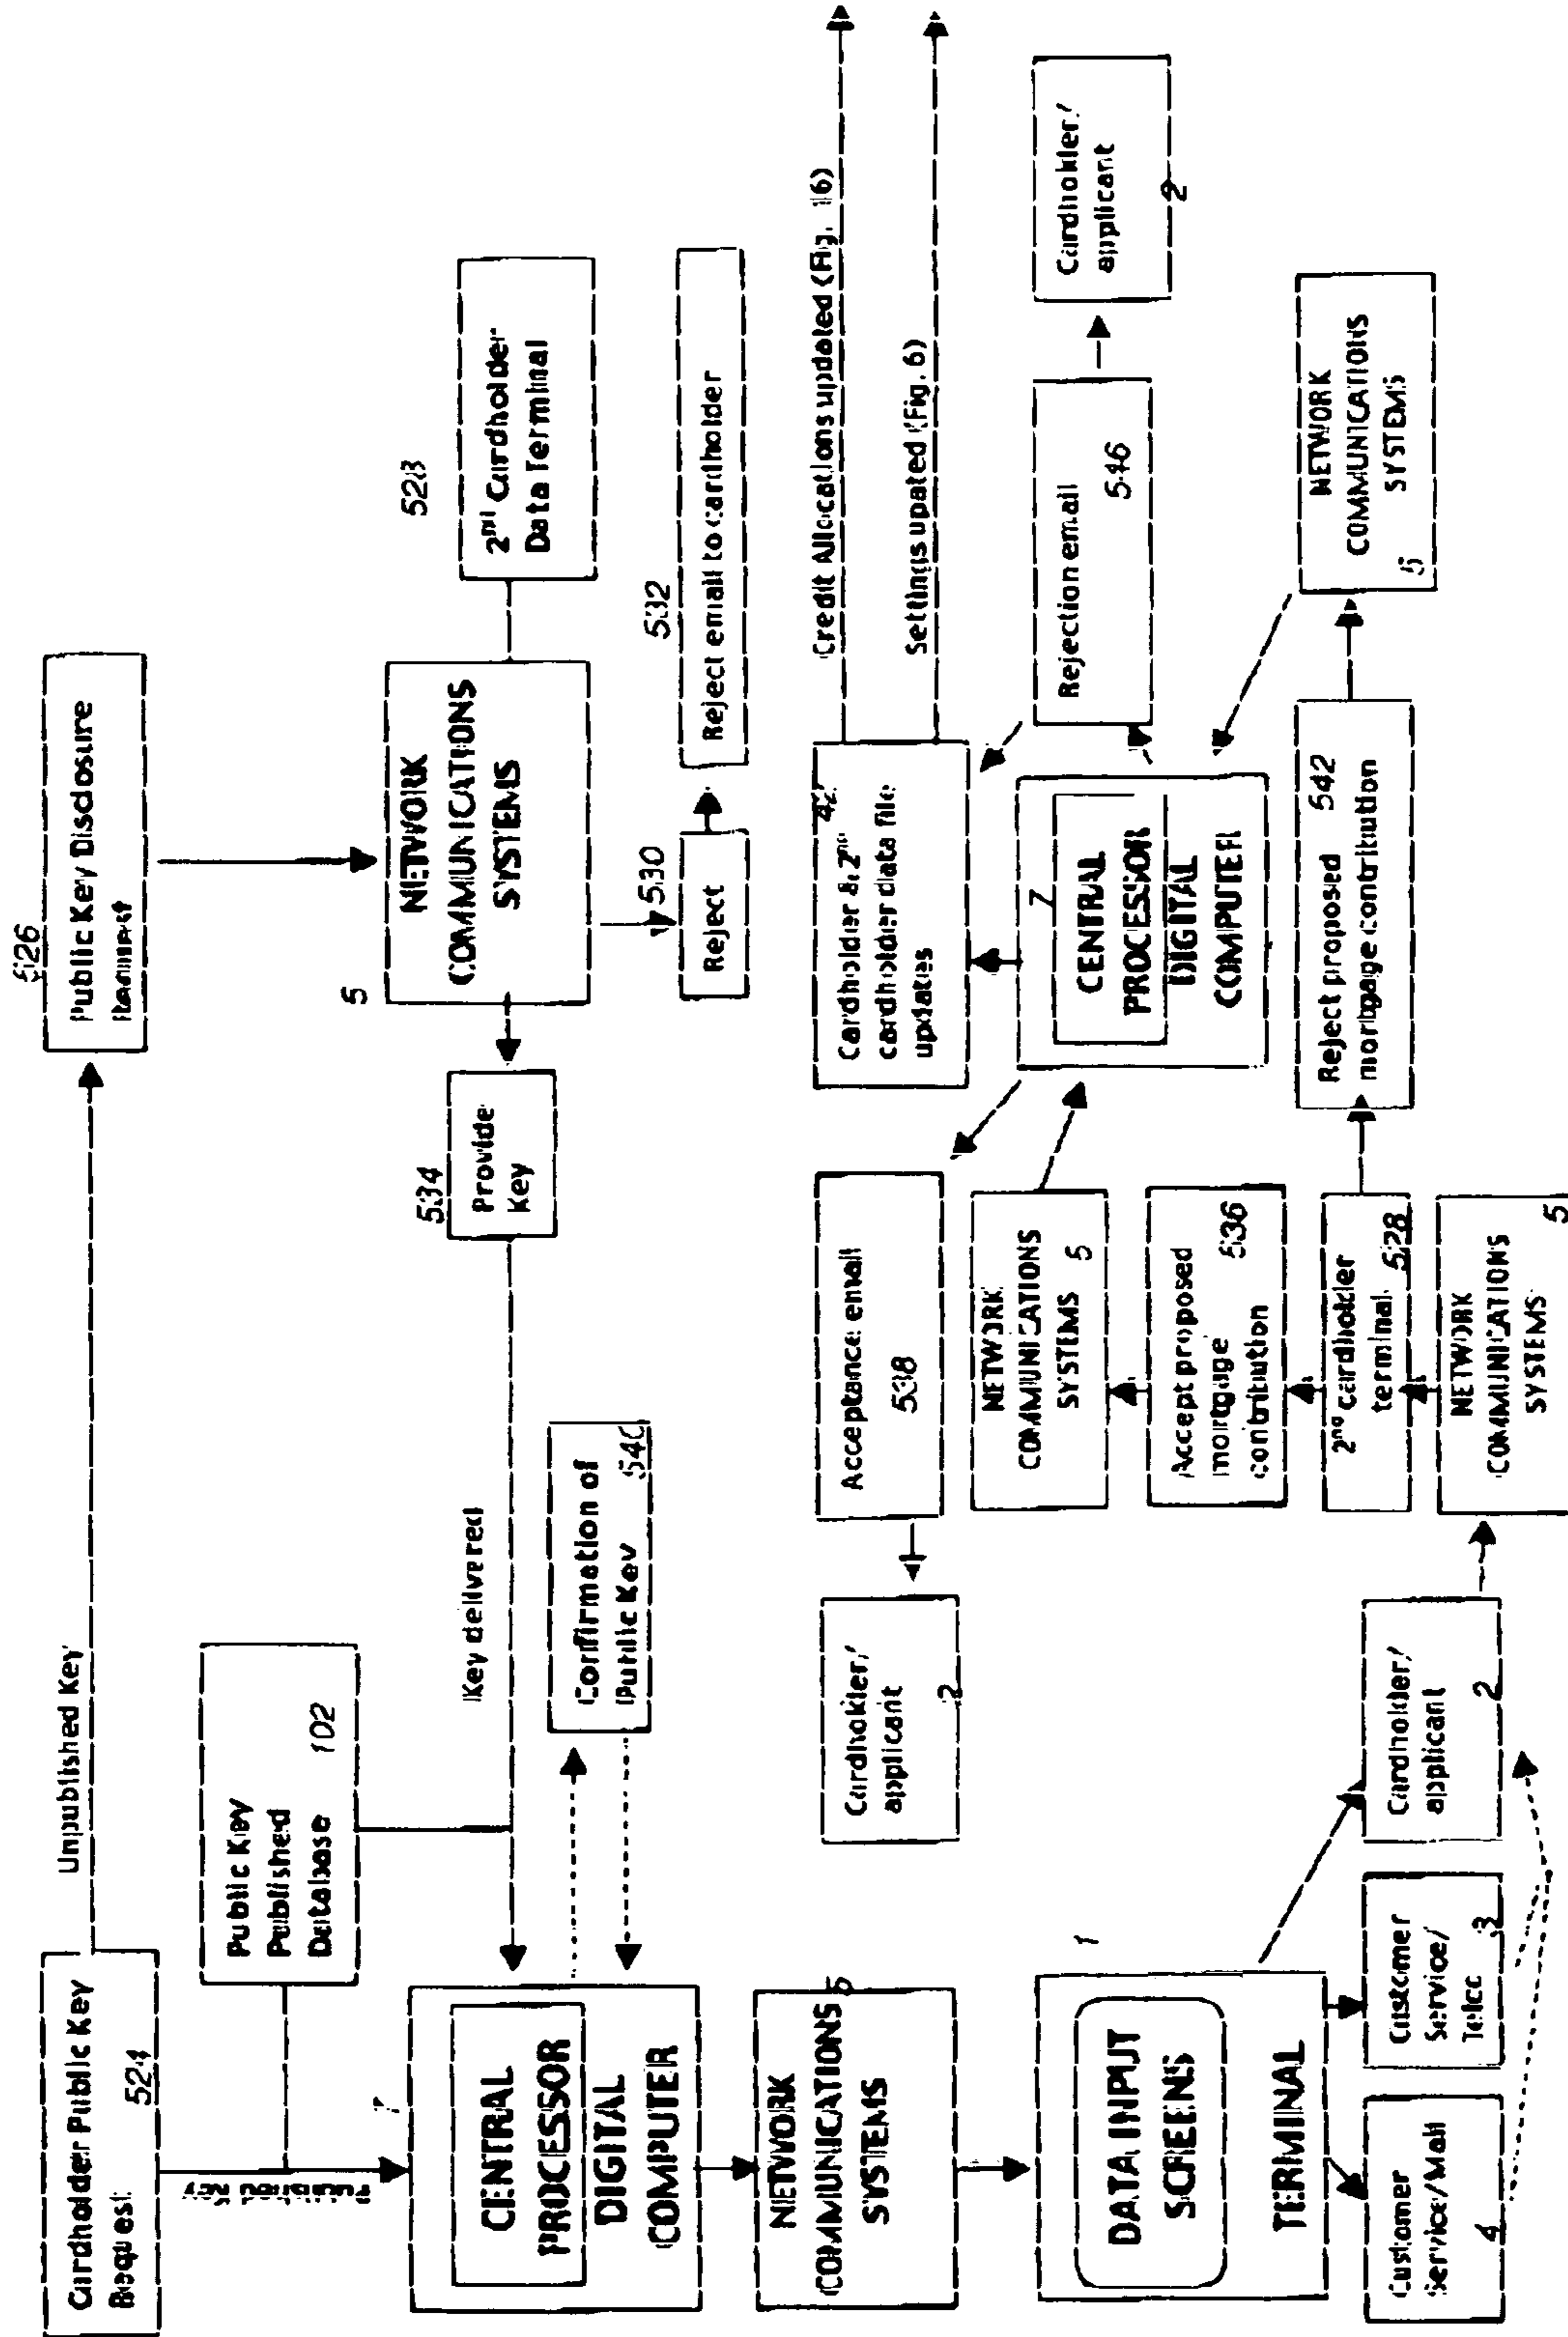 Cardholder Public Key
Request
524
Unpublished Key
526
Public Key Disclosure
Request
Public Key
Published
Database
102
Published Key
7
CENTRAL
PROCESSOR
DIGITAL
COMPUTER
Key delivered
534
Provide
Key
5
NETWORK
COMMUNICATIONS
SYSTEMS
528
2nd Cardholder
Data Terminal
530
Reject
532
Reject email to cardholder
Confirmation of
Public Key
540
NETWORK
COMMUNICATIONS
SYSTEMS
5
1
DATA INPUT
SCREENS
TERMINAL
Customer
Service/Mail
4
Customer
Service/
Telec
3
Cardholder/
applicant
2
NETWORK
COMMUNICATIONS
SYSTEMS
5
2nd cardholder
terminal 528
Accept proposed
mortgage 536
contribution
NETWORK
COMMUNICATIONS
SYSTEMS 5
Acceptance email
538
Cardholder/
applicant
2
Reject proposed 542
mortgage contribution
NETWORK
COMMUNICATIONS
SYSTEMS
5
7
CENTRAL
PROCESSOR
DIGITAL
COMPUTER
42
Cardholder & 2nd
cardholder data file
updates
Credit Allocations updated (Fig. 16)
Settings upated (Fig. 6)
Rejection email
546
Cardholder/
applicant
2